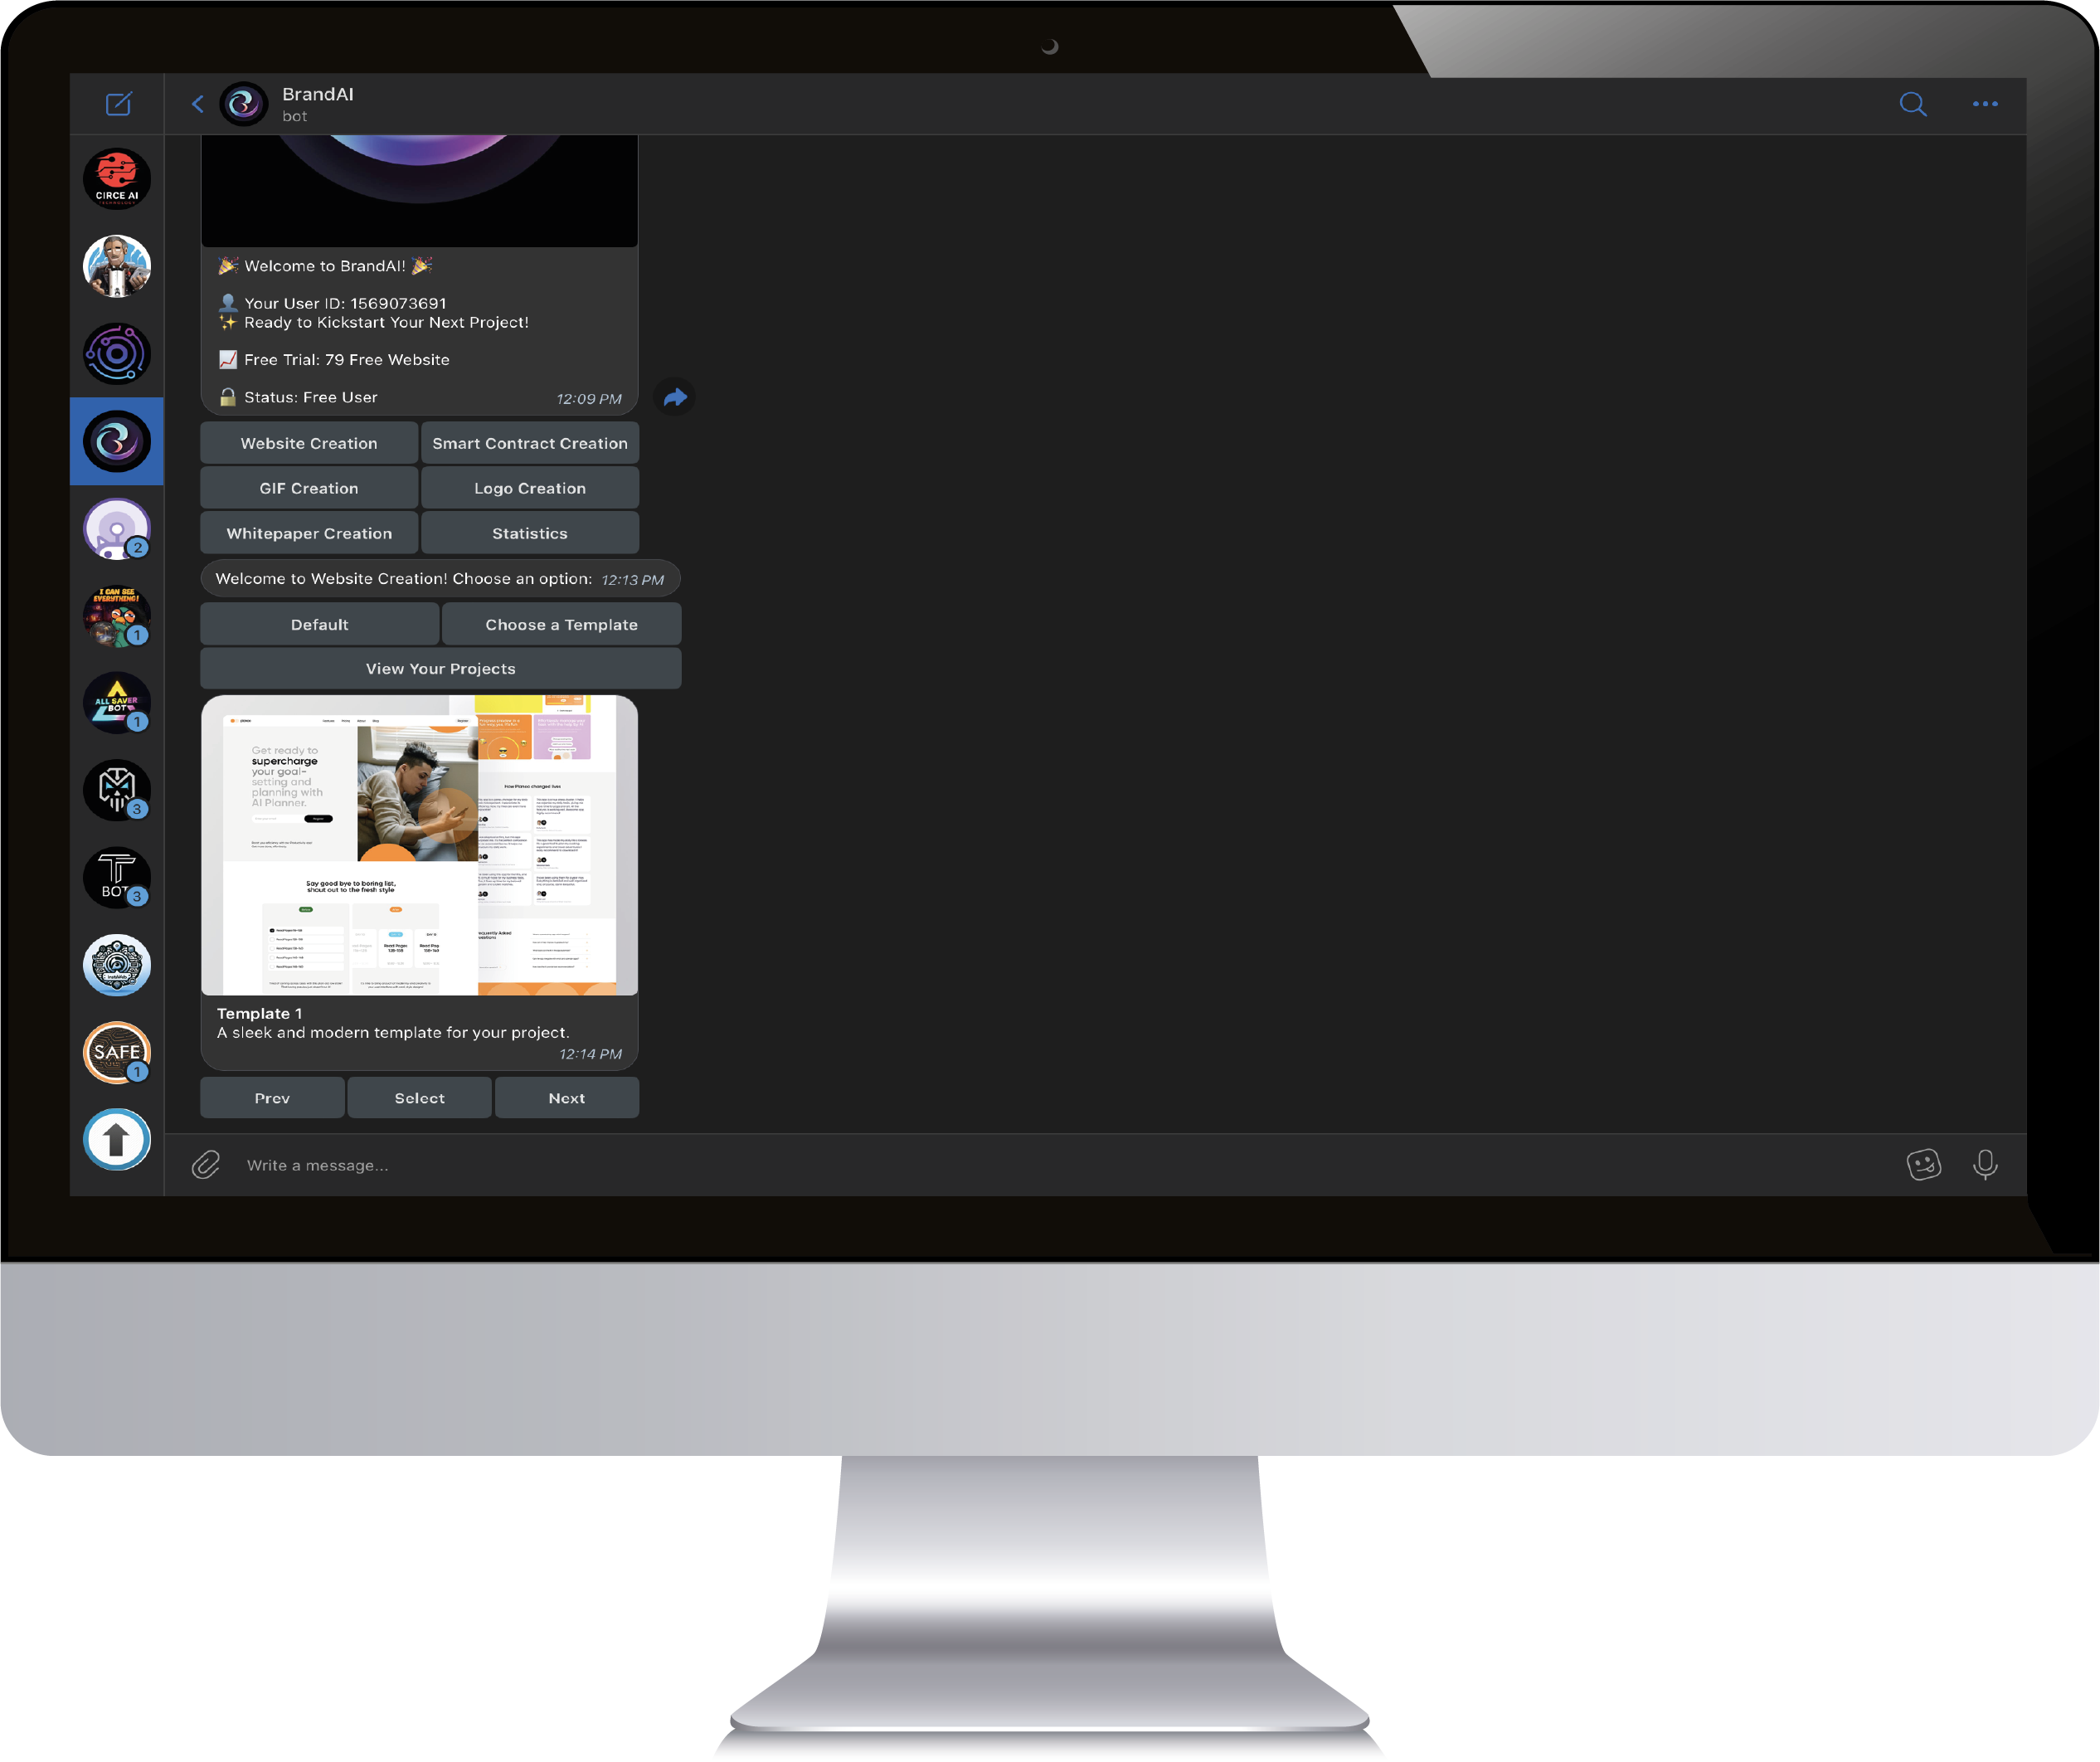 BrandAI
bot
CIRCE AI
TECHNOLOGY
🎉 Welcome to BrandAI! 🎉
👤 Your User ID: 1569073691
✨ Ready to Kickstart Your Next Project!
📈 Free Trial: 79 Free Website
🔒 Status: Free User
12:09 PM
Website Creation
Smart Contract Creation
GIF Creation
Logo Creation
Whitepaper Creation
Statistics
Welcome to Website Creation! Choose an option: 12:13 PM
Default
Choose a Template
View Your Projects
2
I CAN SEE
EVERYTHING!
1
ALL SAVER
BOT
1
3
BOT
3
SAFE
1
Get ready to
supercharge
your goal-
setting and
planning with
AI Planner.
Say good bye to boring list,
shout out to the fresh style
How Planco changed lives
Template 1
A sleek and modern template for your project.
12:14 PM
Prev
Select
Next
Write a message...